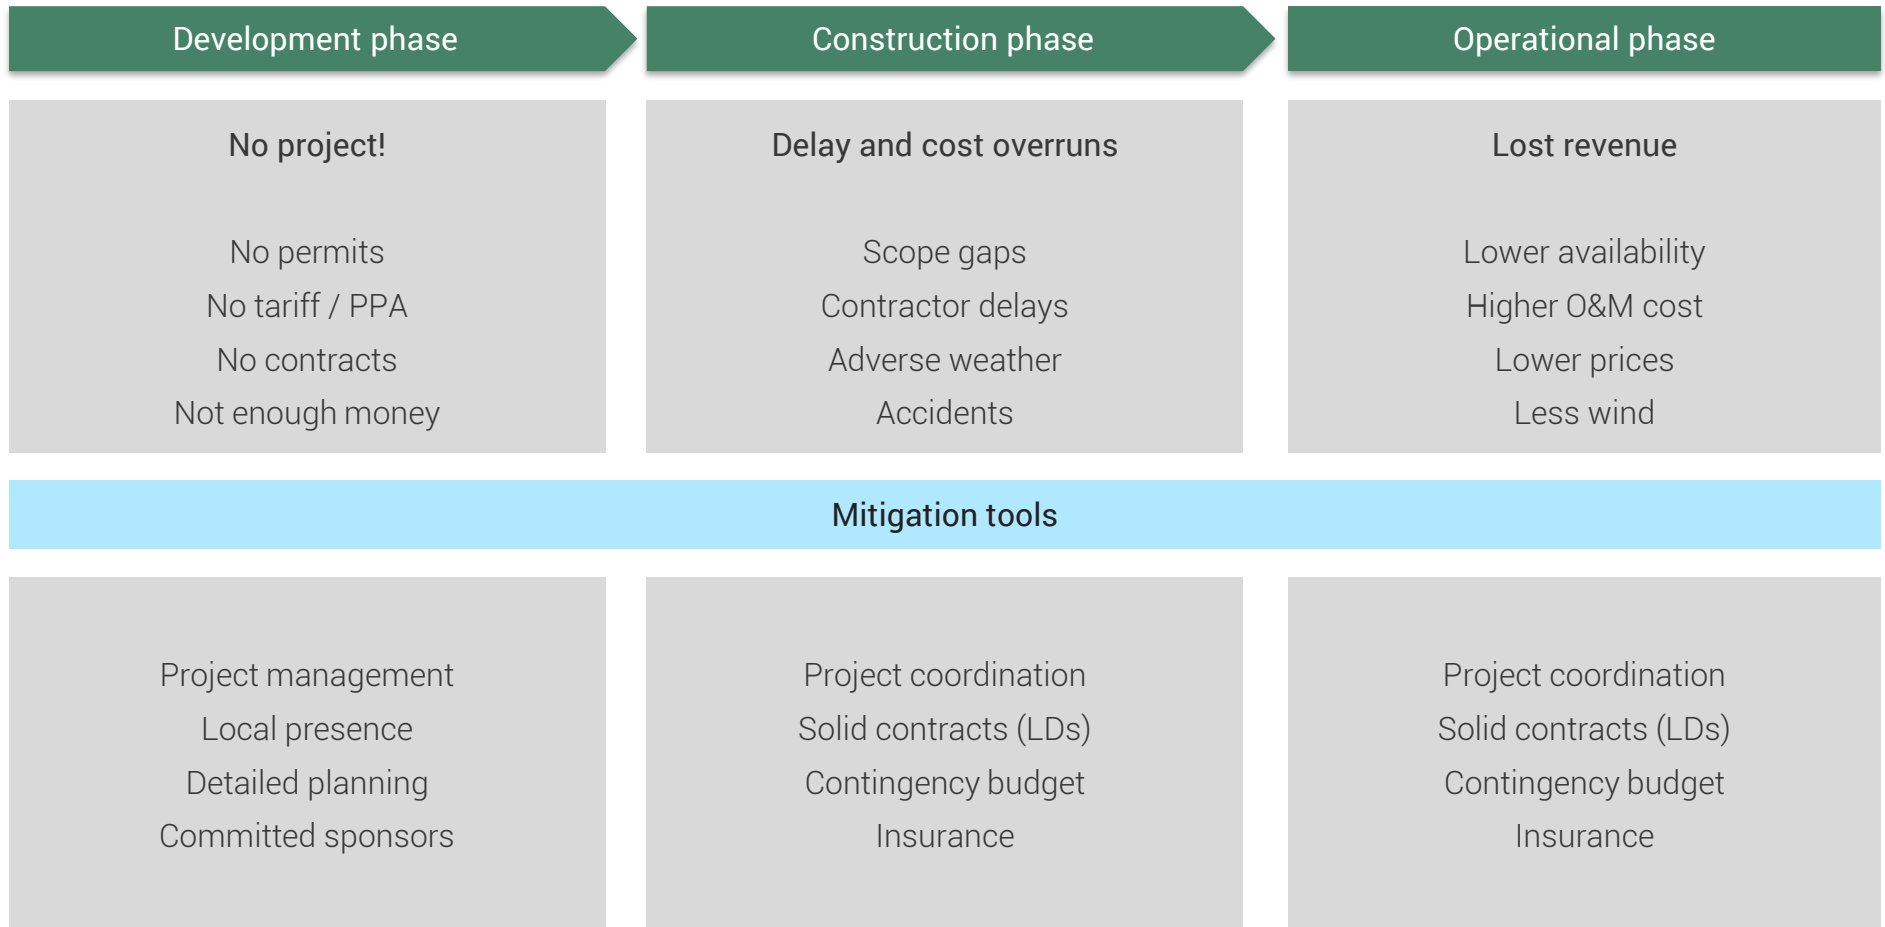 Development phase
Construction phase
Operational phase
No project!
No permits
No tariff / PPA
No contracts
Not enough money
Delay and cost overruns
Scope gaps
Contractor delays
Adverse weather
Accidents
Lost revenue
Lower availability
Higher O&M cost
Lower prices
Less wind
Mitigation tools
Project management
Local presence
Detailed planning
Committed sponsors
Project coordination
Solid contracts (LDs)
Contingency budget
Insurance
Project coordination
Solid contracts (LDs)
Contingency budget
Insurance